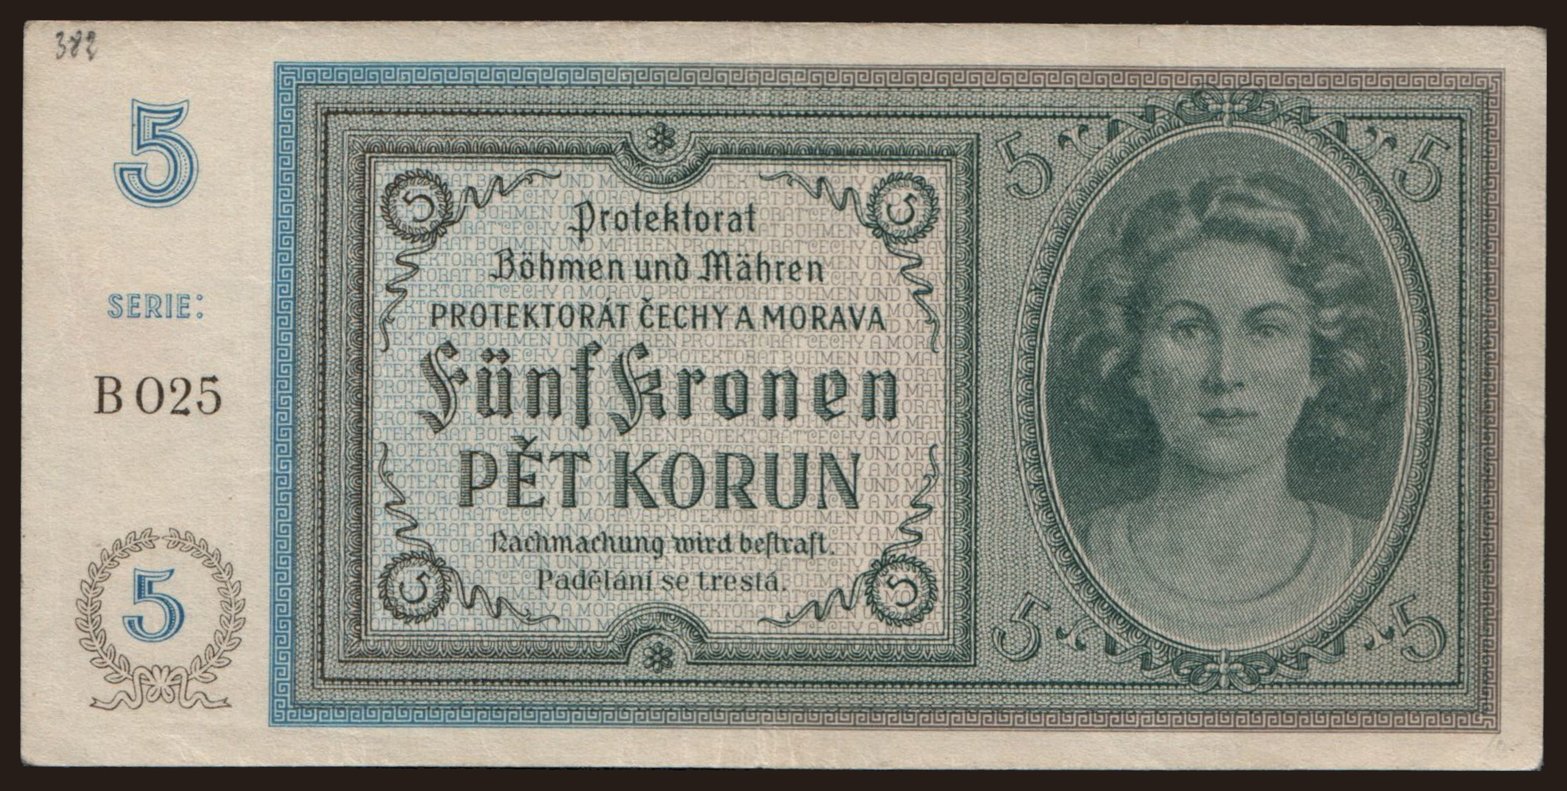 382
5
SERIE:
B 025
5
5 5
Protektorat
Böhmen und Mähren
PROTEKTORÁT ČECHY A MORAVA
Fünf Kronen
PĚT KORUN
Nachmachung wird bestraft.
Padělání se trestá.
5 5
5 5
5 5